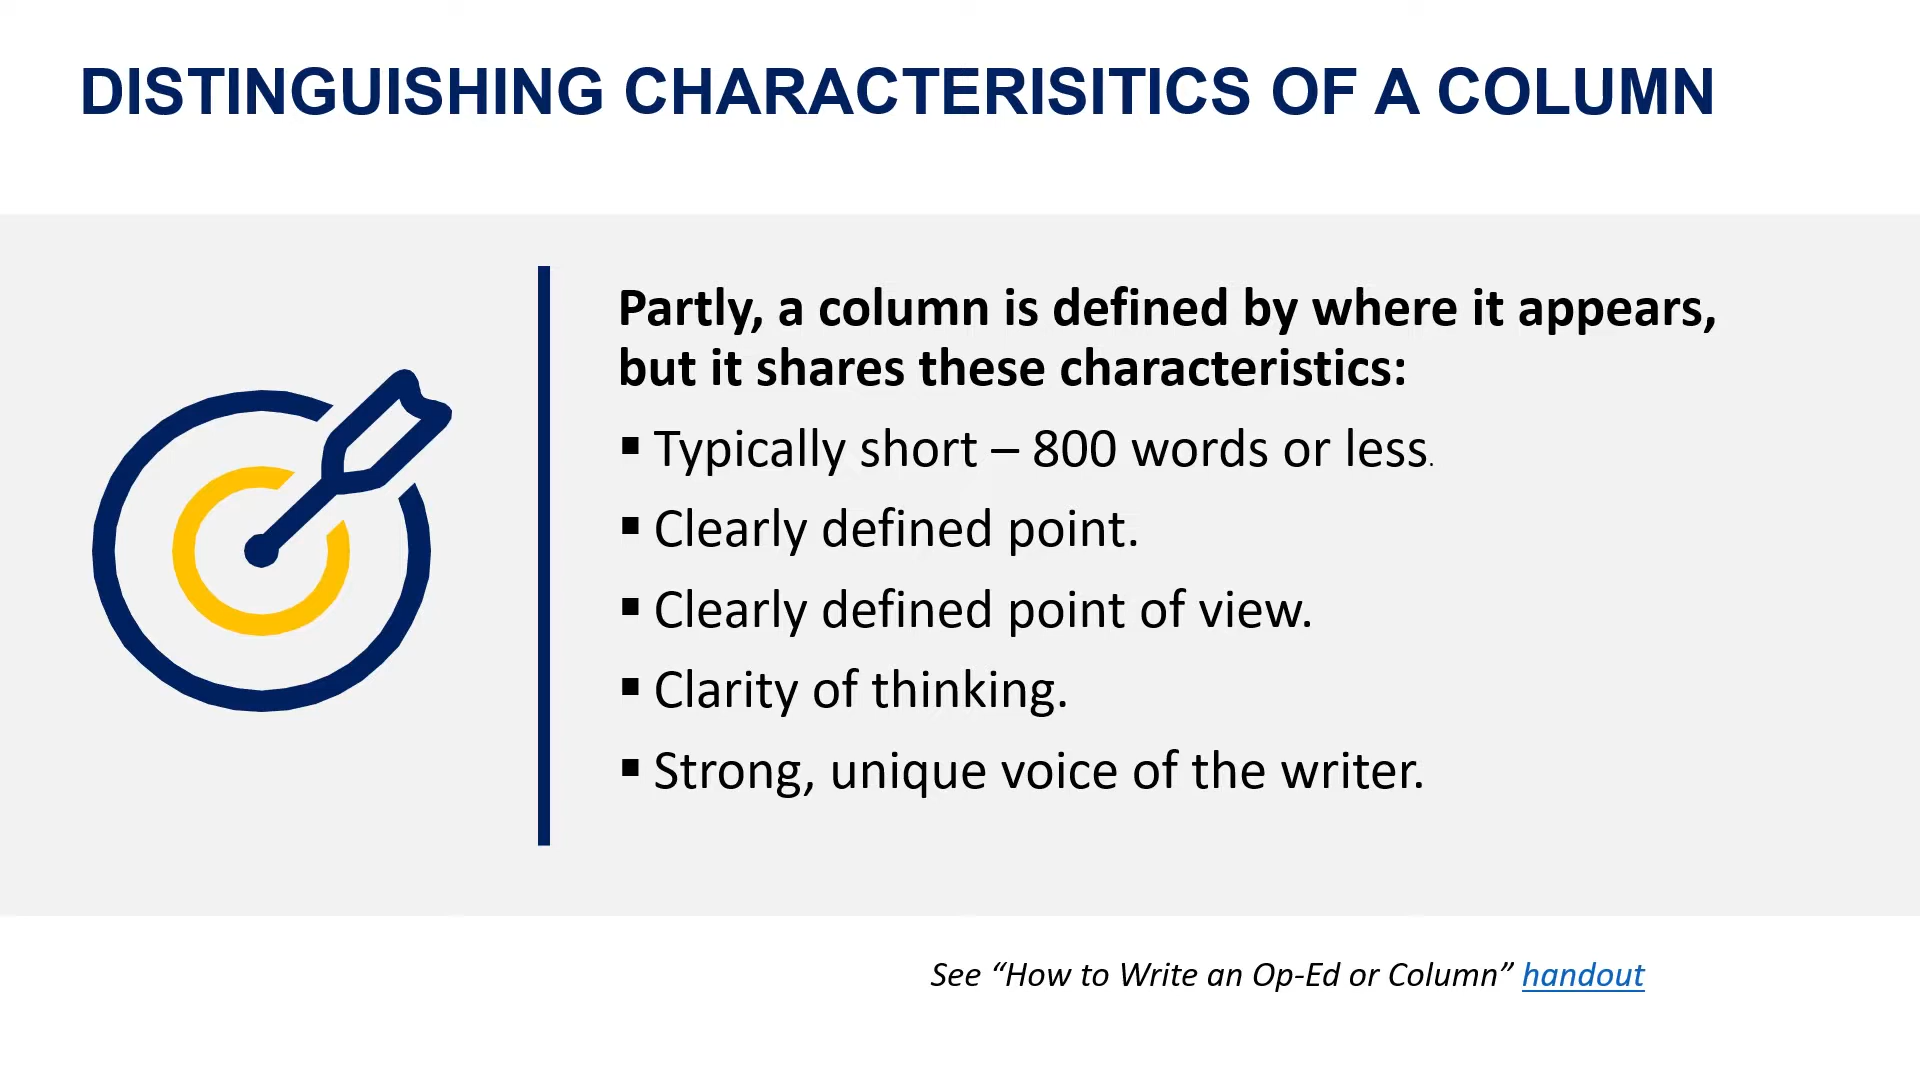 DISTINGUISHING CHARACTERISITICS OF A COLUMN
Partly, a column is defined by where it appears,
but it shares these characteristics:
▪ Typically short – 800 words or less.
▪ Clearly defined point.
▪ Clearly defined point of view.
▪ Clarity of thinking.
▪ Strong, unique voice of the writer.
See “How to Write an Op-Ed or Column” handout